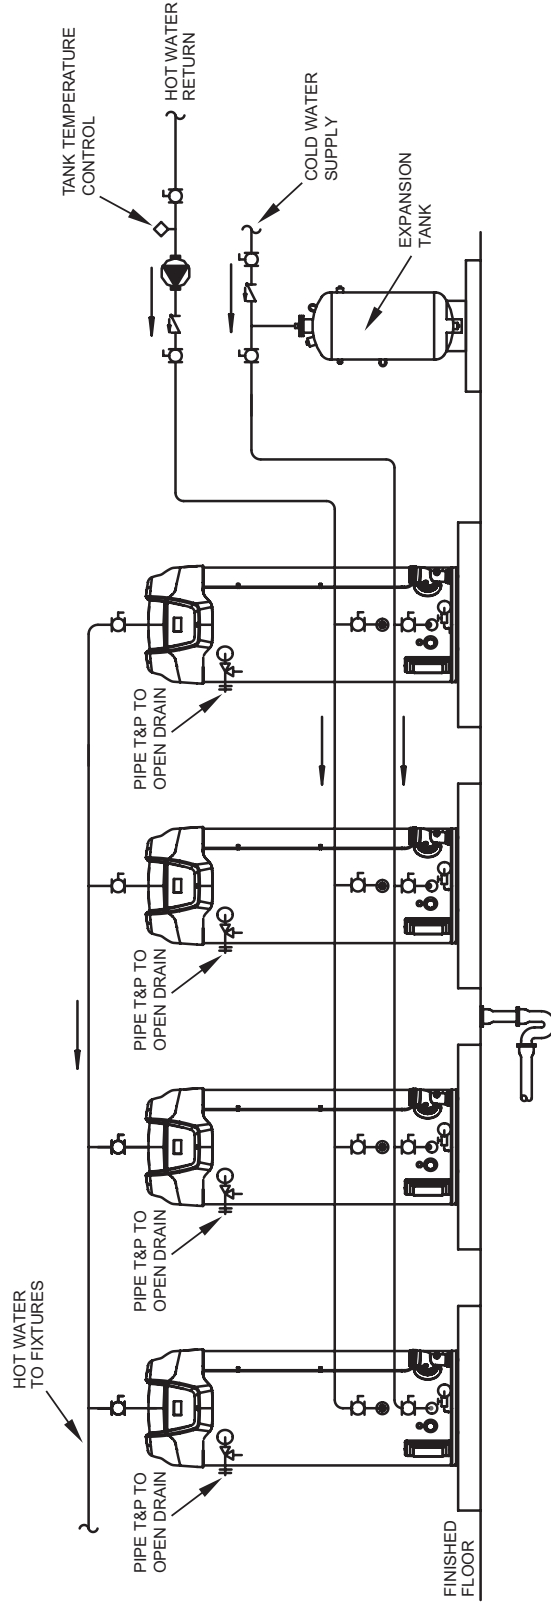 HOT WATER
TO FIXTURES
TANK TEMPERATURE
CONTROL
HOT WATER
RETURN
COLD WATER
SUPPLY
EXPANSION
TANK
PIPE T&P TO
OPEN DRAIN
PIPE T&P TO
OPEN DRAIN
PIPE T&P TO
OPEN DRAIN
PIPE T&P TO
OPEN DRAIN
FINISHED
FLOOR